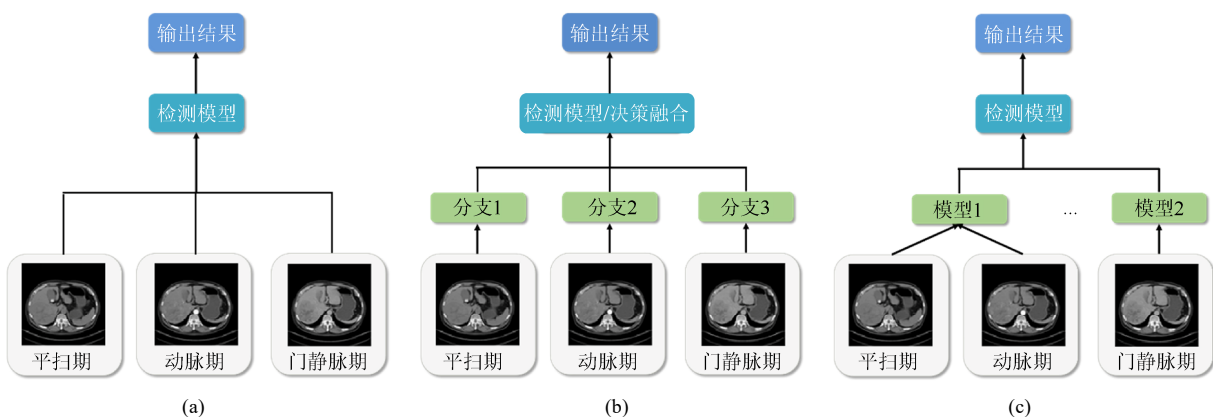 输出结果
检测模型
平扫期
动脉期
门静脉期
(a)
输出结果
检测模型/决策融合
分支1
分支2
分支3
平扫期
动脉期
门静脉期
(b)
输出结果
检测模型
模型1
...
模型2
平扫期
动脉期
门静脉期
(c)